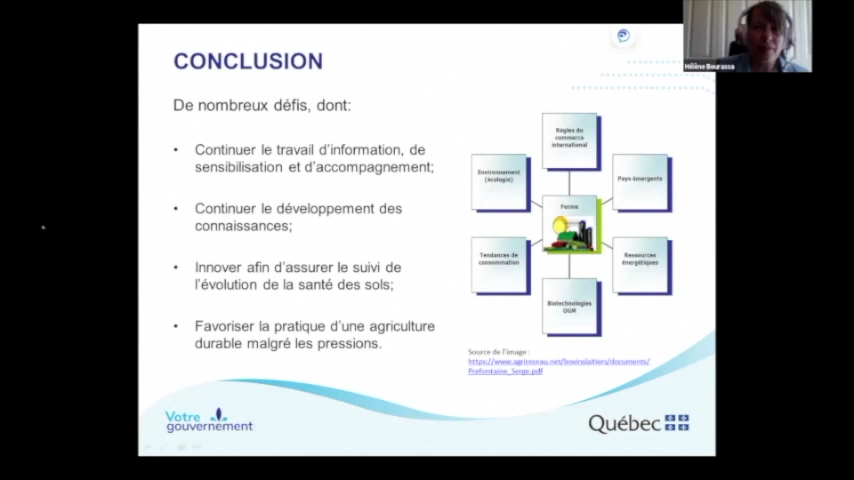 CONCLUSION
De nombreux défis, dont:
• Continuer le travail d'information, de
sensibilisation et d'accompagnement;
• Continuer le développement des
connaissances;
• Innover afin d'assurer le suivi de
l'évolution de la santé des sols;
• Favoriser la pratique d'une agriculture
durable malgré les pressions.
Règles du
commerce
international
Environnement
(écologie)
Pays émergents
Ferme
Tendances de
consommation
Ressources
énergétiques
Biotechnologies
OGM
Source de l'image :
https://www.agrireseau.net/bovinslaitiers/documents/
Prefontaine_Serge.pdf
Votre
gouvernement
Québec
Hélène Bourassa